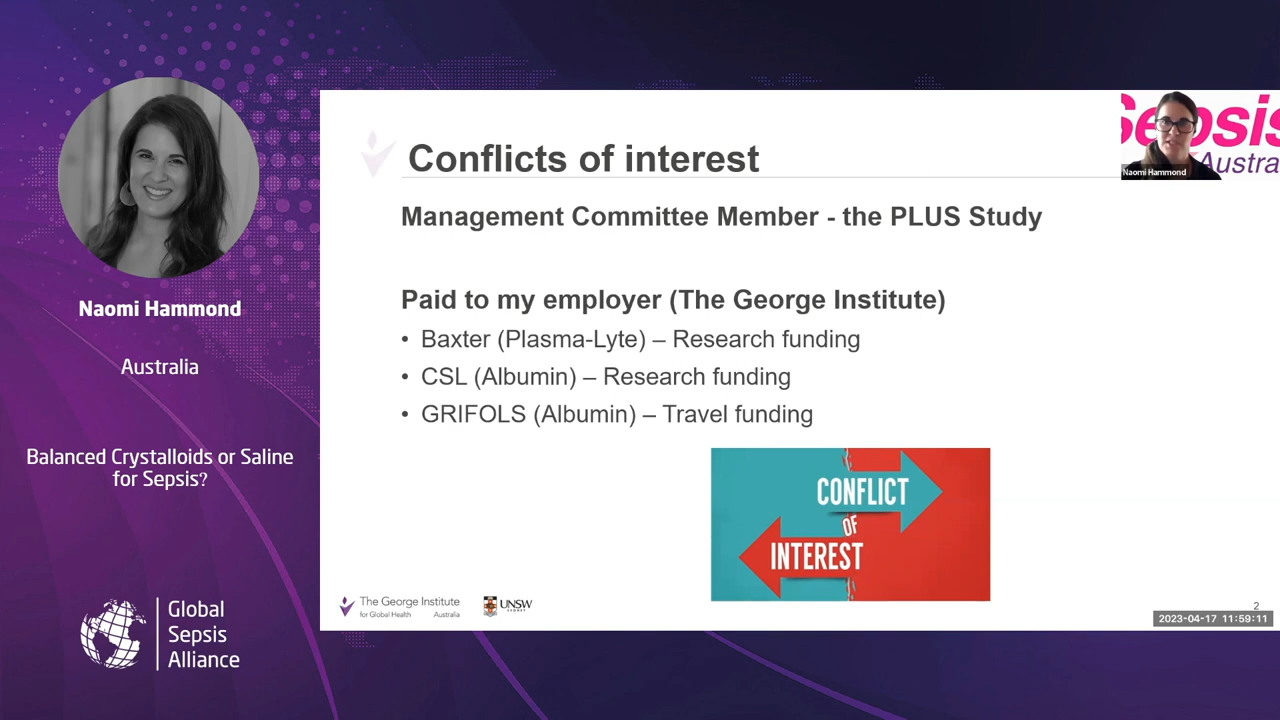 Naomi Hammond
Australia
Balanced Crystalloids or Saline
for Sepsis?
Global
Sepsis
Alliance
Conflicts of interest
Management Committee Member - the PLUS Study
Paid to my employer (The George Institute)
• Baxter (Plasma-Lyte) – Research funding
• CSL (Albumin) – Research funding
• GRIFOLS (Albumin) – Travel funding
CONFLICT
OF
INTEREST
The George Institute
for Global Health Australia
UNSW
SYDNEY
2
2023-04-17 11:59:11
Naomi Hammond